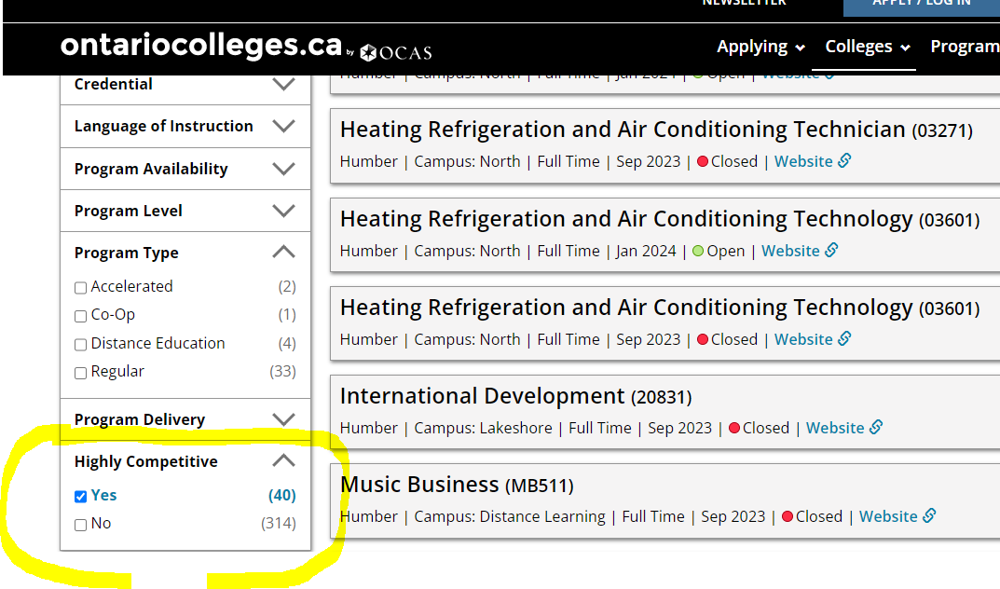 NEWSLETTER
APPLY / LOG IN
ontariocolleges.ca by OCAS
Applying
Colleges
Program
Credential
Language of Instruction
Program Availability
Program Level
Program Type
Accelerated (2)
Co-Op (1)
Distance Education (4)
Regular (33)
Program Delivery
Highly Competitive
Yes (40)
No (314)
Humber | Campus: North | Full Time | Jan 2024 | Open | Website
Heating Refrigeration and Air Conditioning Technician (03271)
Humber | Campus: North | Full Time | Sep 2023 | Closed | Website
Heating Refrigeration and Air Conditioning Technology (03601)
Humber | Campus: North | Full Time | Jan 2024 | Open | Website
Heating Refrigeration and Air Conditioning Technology (03601)
Humber | Campus: North | Full Time | Sep 2023 | Closed | Website
International Development (20831)
Humber | Campus: Lakeshore | Full Time | Sep 2023 | Closed | Website
Music Business (MB511)
Humber | Campus: Distance Learning | Full Time | Sep 2023 | Closed | Website